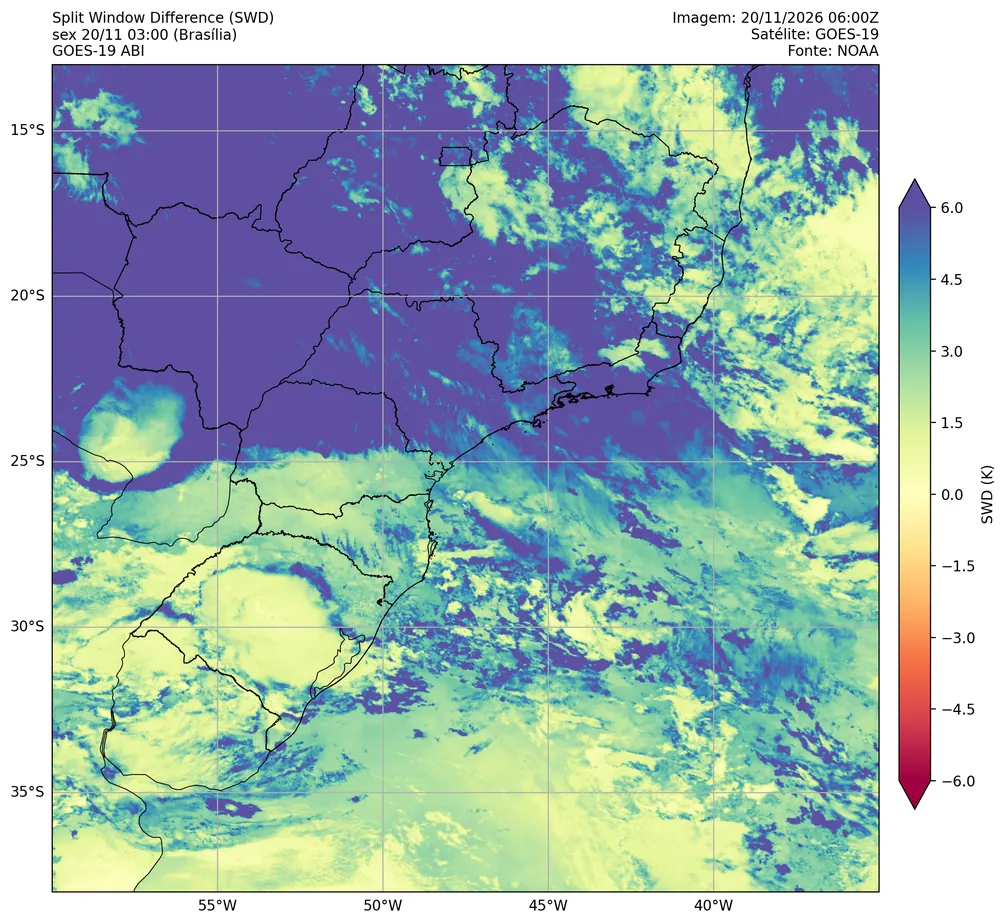 Split Window Difference (SWD)
sex 20/11 03:00 (Brasília)
GOES-19 ABI
Imagem: 20/11/2026 06:00Z
Satélite: GOES-19
Fonte: NOAA
15°S
20°S
25°S
30°S
35°S
55°W
50°W
45°W
40°W
6.0
4.5
3.0
1.5
0.0
−1.5
−3.0
−4.5
−6.0
SWD (K)